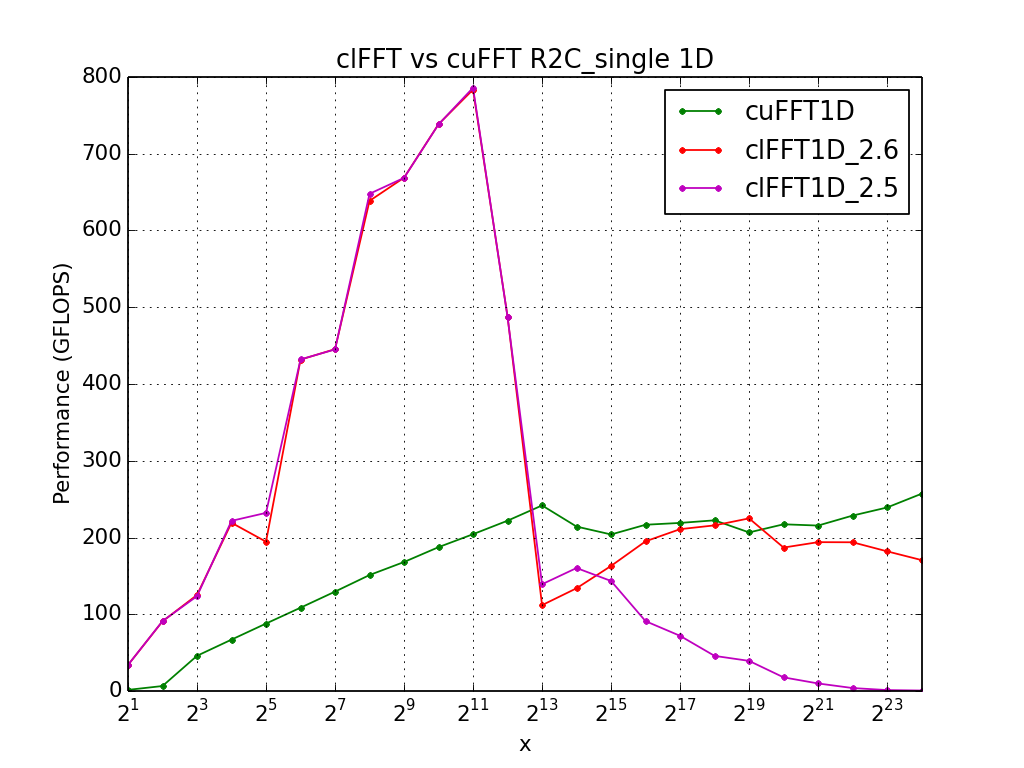 clFFT vs cuFFT R2C_single 1D
800
700
600
500
400
300
200
100
0
Performance (GFLOPS)
cuFFT1D
clFFT1D_2.6
clFFT1D_2.5
2^1 2^3 2^5 2^7 2^9 2^11 2^13 2^15 2^17 2^19 2^21 2^23
x